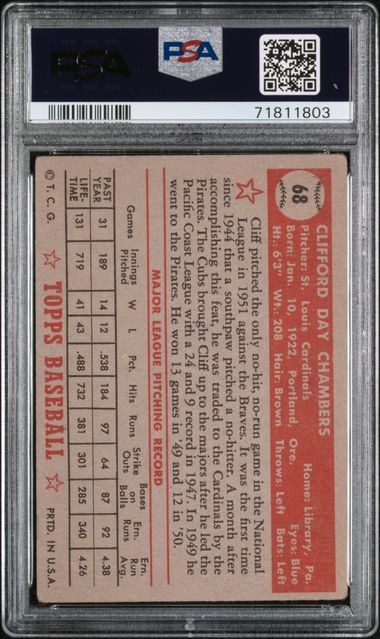 PSA
PSA
71811803
68
CLIFFORD DAY CHAMBERS
Pitcher: St. Louis Cardinals Home: Library, Pa.
Born: Jan. 10, 1922, Portland, Ore. Eyes: Blue
Ht.: 6'3" Wt.: 208 Hair: Brown Throws: Left Bats: Left
Cliff pitched the only no-hit, no-run game in the National
League in 1951 against the Braves. It was the first time
since 1944 that a southpaw pitched a no-hitter. A month after
accomplishing this feat, he was traded to the Cardinals by the
Pirates. The Cubs brought Cliff up to the majors after he led the
Pacific Coast League with a 24 and 9 record in 1947. In 1949 he
went to the Pirates. He won 13 games in '49 and 12 in '50.
MAJOR LEAGUE PITCHING RECORD
Games Innings Pitched W L Pct. Hits Runs Strike Outs Bases on Balls Ern. Runs Ern. Run Avg.
PAST YEAR 31 189 14 12 .538 184 97 64 87 92 4.38
LIFE-TIME 131 719 41 43 .488 732 381 301 285 340 4.26
© T. C. G. TOPPS BASEBALL PRTD. IN U.S.A.